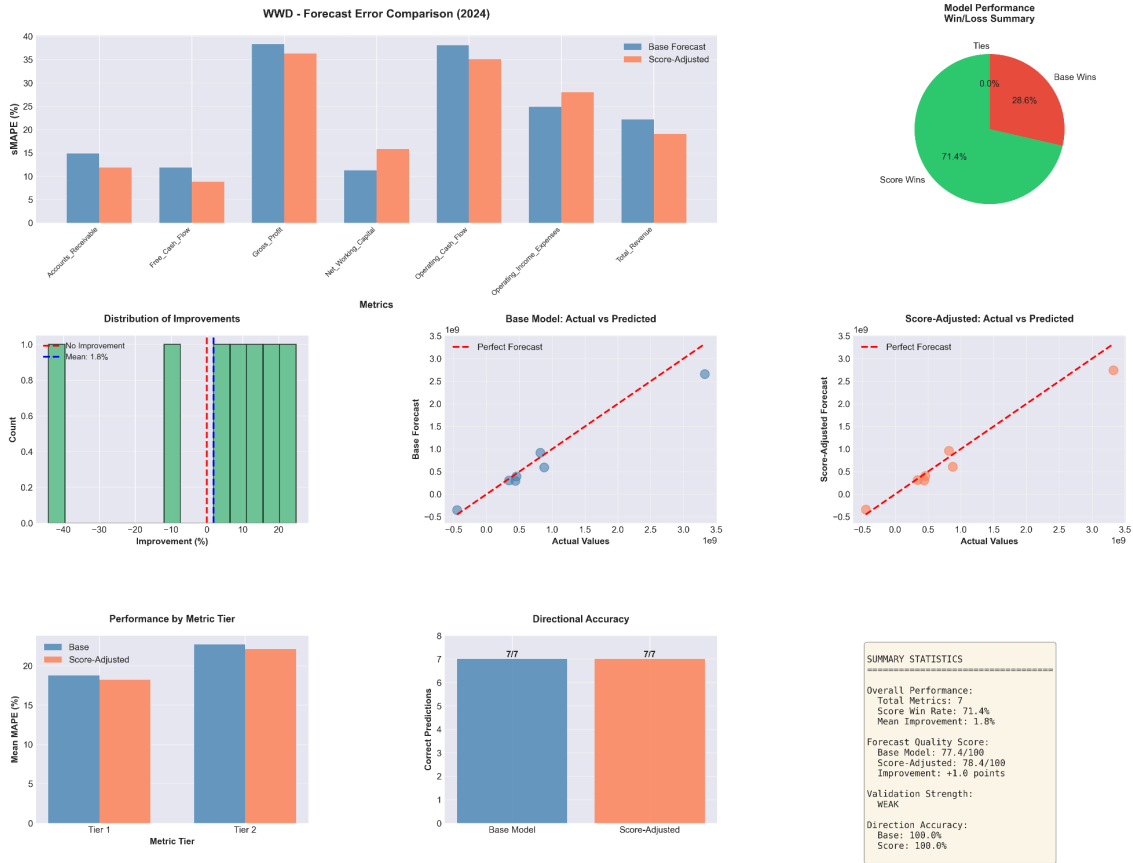 WWD - Forecast Error Comparison (2024)
40
35
30
25
20
15
10
5
0
sMAPE (%)
Base Forecast
Score-Adjusted
Accounts_Receivable
Free_Cash_Flow
Gross_Profit
Net_Working_Capital
Operating_Cash_Flow
Operating_Income_Expenses
Total_Revenue
Metrics
Model Performance
Win/Loss Summary
Ties
0.0%
Base Wins
28.6%
71.4%
Score Wins
Distribution of Improvements
No Improvement
Mean: 1.8%
1.0
0.8
0.6
0.4
0.2
0.0
Count
−40 −30 −20 −10 0 10 20
Improvement (%)
Base Model: Actual vs Predicted
1e9
Perfect Forecast
3.5
3.0
2.5
2.0
1.5
1.0
0.5
0.0
−0.5
Base Forecast
−0.5 0.0 0.5 1.0 1.5 2.0 2.5 3.0 3.5
1e9
Actual Values
Score-Adjusted: Actual vs Predicted
1e9
Perfect Forecast
3.5
3.0
2.5
2.0
1.5
1.0
0.5
0.0
−0.5
Score-Adjusted Forecast
−0.5 0.0 0.5 1.0 1.5 2.0 2.5 3.0 3.5
1e9
Actual Values
Performance by Metric Tier
Base
Score-Adjusted
20
15
10
5
0
Mean MAPE (%)
Tier 1 Tier 2
Metric Tier
Directional Accuracy
8
7
6
5
4
3
2
1
0
Correct Predictions
7/7 7/7
Base Model Score-Adjusted
SUMMARY STATISTICS
===================================
Overall Performance:
Total Metrics: 7
Score Win Rate: 71.4%
Mean Improvement: 1.8%
Forecast Quality Score:
Base Model: 77.4/100
Score-Adjusted: 78.4/100
Improvement: +1.0 points
Validation Strength:
WEAK
Direction Accuracy:
Base: 100.0%
Score: 100.0%